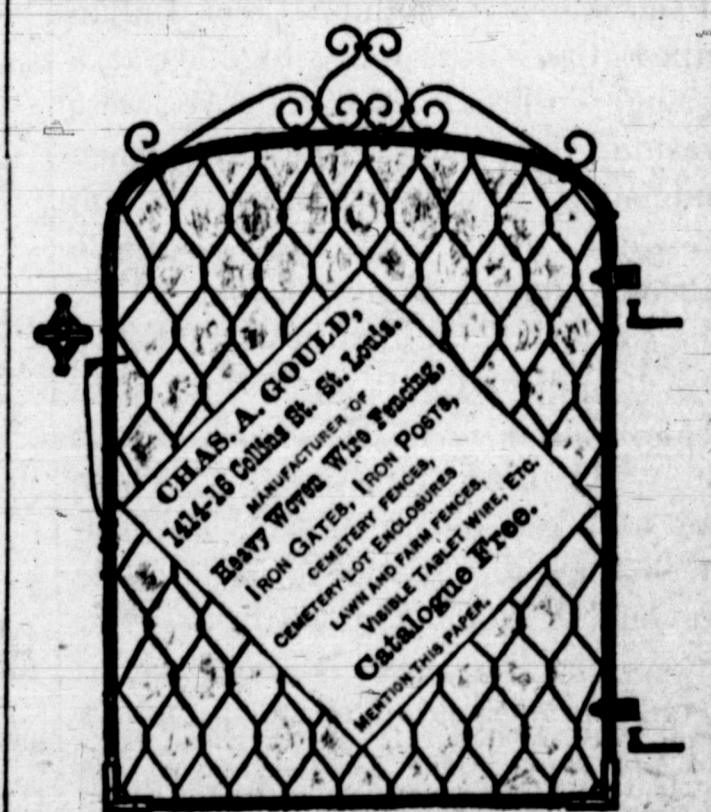 CHAS. A. GOULD,
1414-16 Collins St. St. Louis.
MANUFACTURER OF
Heavy Woven Wire Fencing,
IRON GATES, IRON POSTS,
CEMETERY FENCES,
CEMETERY-LOT ENCLOSURES
LAWN AND FARM FENCES.
VISIBLE TABLET WIRE, ETC.
Catalogue Free.
MENTION THIS PAPER.